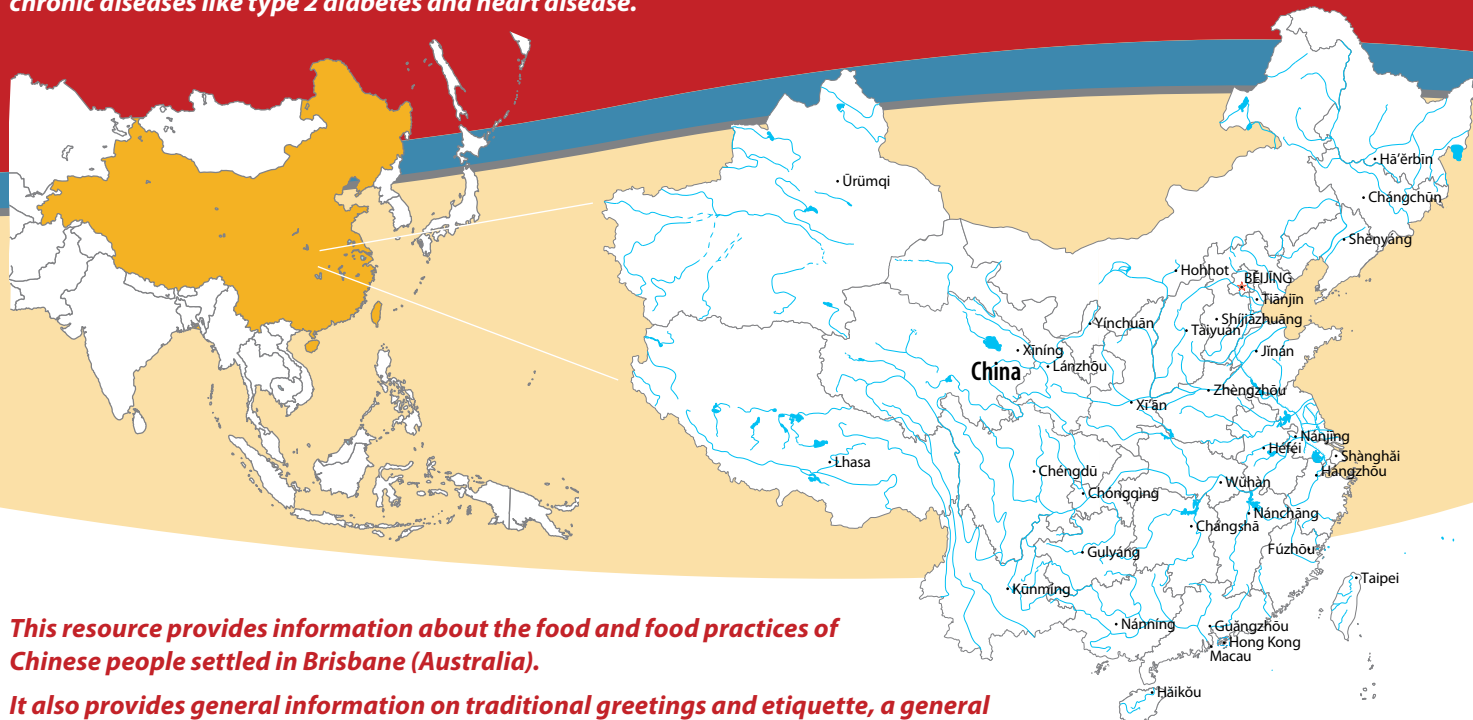 chronic diseases like type 2 diabetes and heart disease.
Hā'ěrbīn
Ūrümqi
Chángchūn
Shěnyáng
Hohhot
BĚIJĪNG
Tiānjīn
Shíjiāzhuāng
Yínchuān
Tàiyuán
Xīníng
Jǐnán
China
Lánzhōu
Zhèngzhōu
Xī'ān
Nánjīng
Héféi
Shànghǎi
Lhasa
Hángzhōu
Chéngdū
Wǔhàn
Chóngqìng
Nánchāng
Chángshā
Gulyáng
Fúzhōu
Taipei
Kūnmíng
Nánníng
Guǎngzhōu
Hong Kong
Macau
Hǎikǒu
This resource provides information about the food and food practices of
Chinese people settled in Brisbane (Australia).
It also provides general information on traditional greetings and etiquette, a general